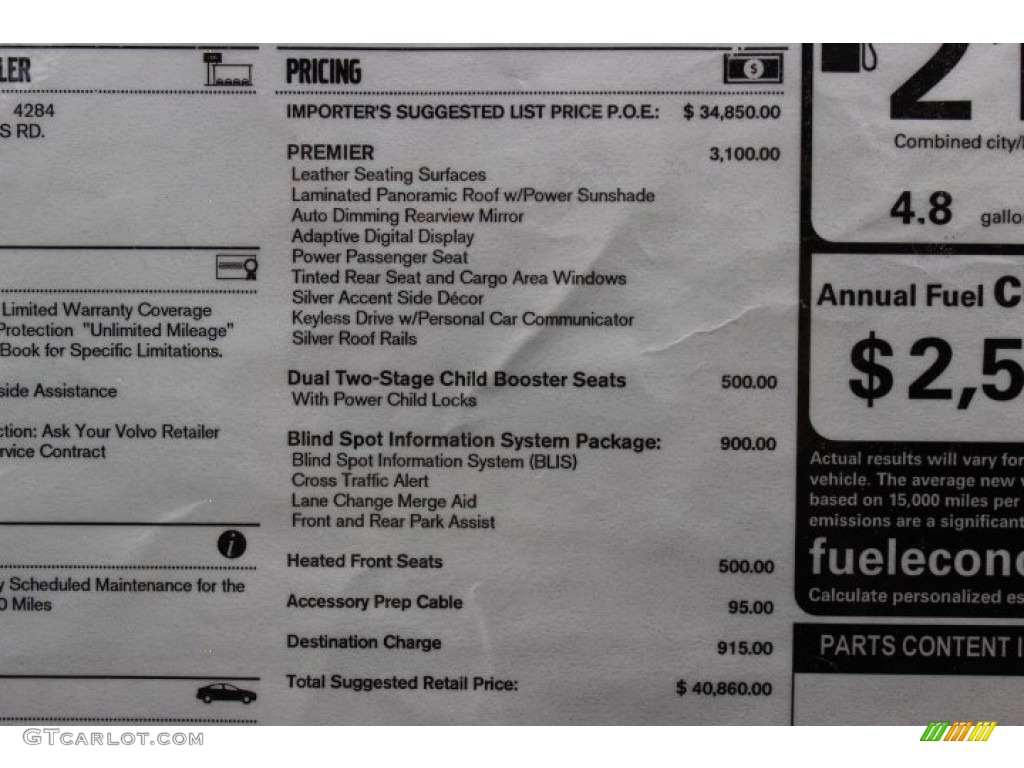 LER
4284
S RD.
Limited Warranty Coverage
Protection "Unlimited Mileage"
Book for Specific Limitations.
side Assistance
ction: Ask Your Volvo Retailer
rvice Contract
i
y Scheduled Maintenance for the
0 Miles
PRICING
$
IMPORTER'S SUGGESTED LIST PRICE P.O.E.: $ 34,850.00
PREMIER 3,100.00
Leather Seating Surfaces
Laminated Panoramic Roof w/Power Sunshade
Auto Dimming Rearview Mirror
Adaptive Digital Display
Power Passenger Seat
Tinted Rear Seat and Cargo Area Windows
Silver Accent Side Décor
Keyless Drive w/Personal Car Communicator
Silver Roof Rails
Dual Two-Stage Child Booster Seats 500.00
With Power Child Locks
Blind Spot Information System Package: 900.00
Blind Spot Information System (BLIS)
Cross Traffic Alert
Lane Change Merge Aid
Front and Rear Park Assist
Heated Front Seats 500.00
Accessory Prep Cable 95.00
Destination Charge 915.00
Total Suggested Retail Price: $ 40,860.00
Combined city/
4.8 gallo
Annual Fuel C
$2,5
Actual results will vary for
vehicle. The average new v
based on 15,000 miles per
emissions are a significant
fuelecono
Calculate personalized es
PARTS CONTENT I
GTCARLOT.COM